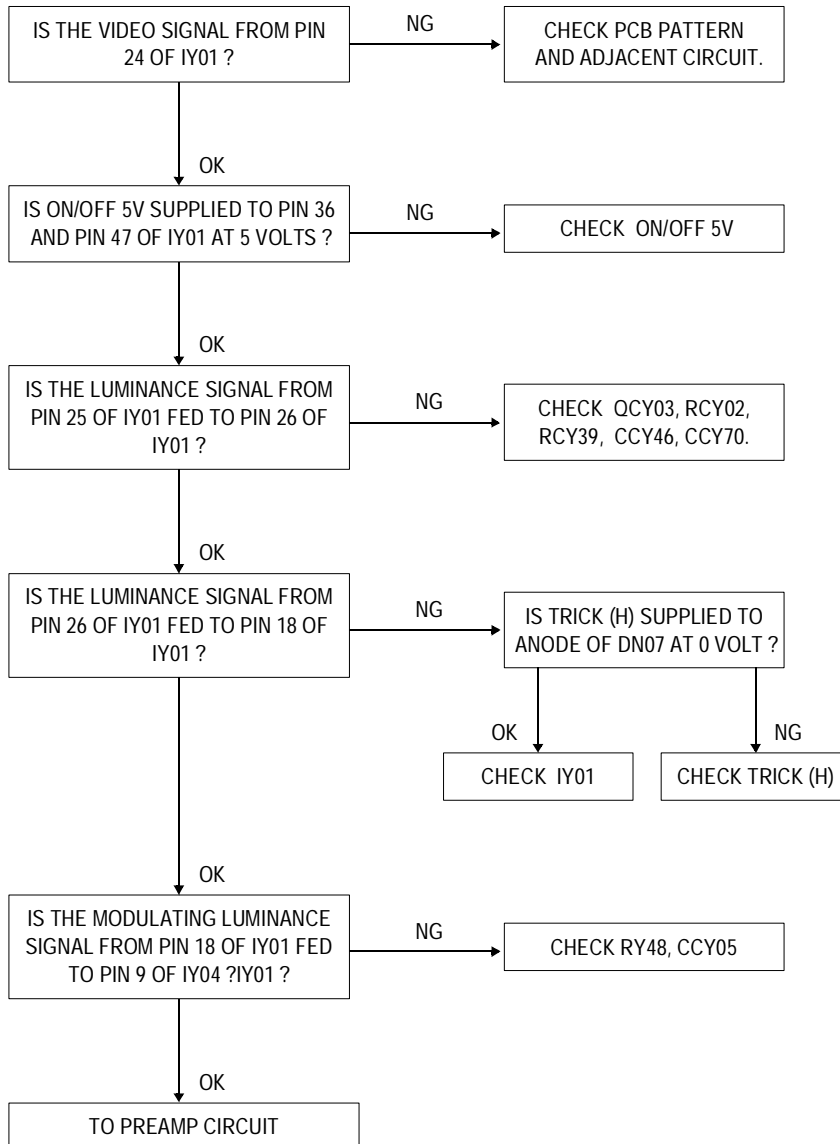 IS THE VIDEO SIGNAL FROM PIN
24 OF IY01 ?
NG
CHECK PCB PATTERN
AND ADJACENT CIRCUIT.
OK
IS ON/OFF 5V SUPPLIED TO PIN 36
AND PIN 47 OF IY01 AT 5 VOLTS ?
NG
CHECK ON/OFF 5V
OK
IS THE LUMINANCE SIGNAL FROM
PIN 25 OF IY01 FED TO PIN 26 OF
IY01 ?
NG
CHECK QCY03, RCY02,
RCY39, CCY46, CCY70.
OK
IS THE LUMINANCE SIGNAL FROM
PIN 26 OF IY01 FED TO PIN 18 OF
IY01 ?
NG
IS TRICK (H) SUPPLIED TO
ANODE OF DN07 AT 0 VOLT ?
OK
NG
CHECK IY01
CHECK TRICK (H)
OK
IS THE MODULATING LUMINANCE
SIGNAL FROM PIN 18 OF IY01 FED
TO PIN 9 OF IY04 ?IY01 ?
NG
CHECK RY48, CCY05
OK
TO PREAMP CIRCUIT